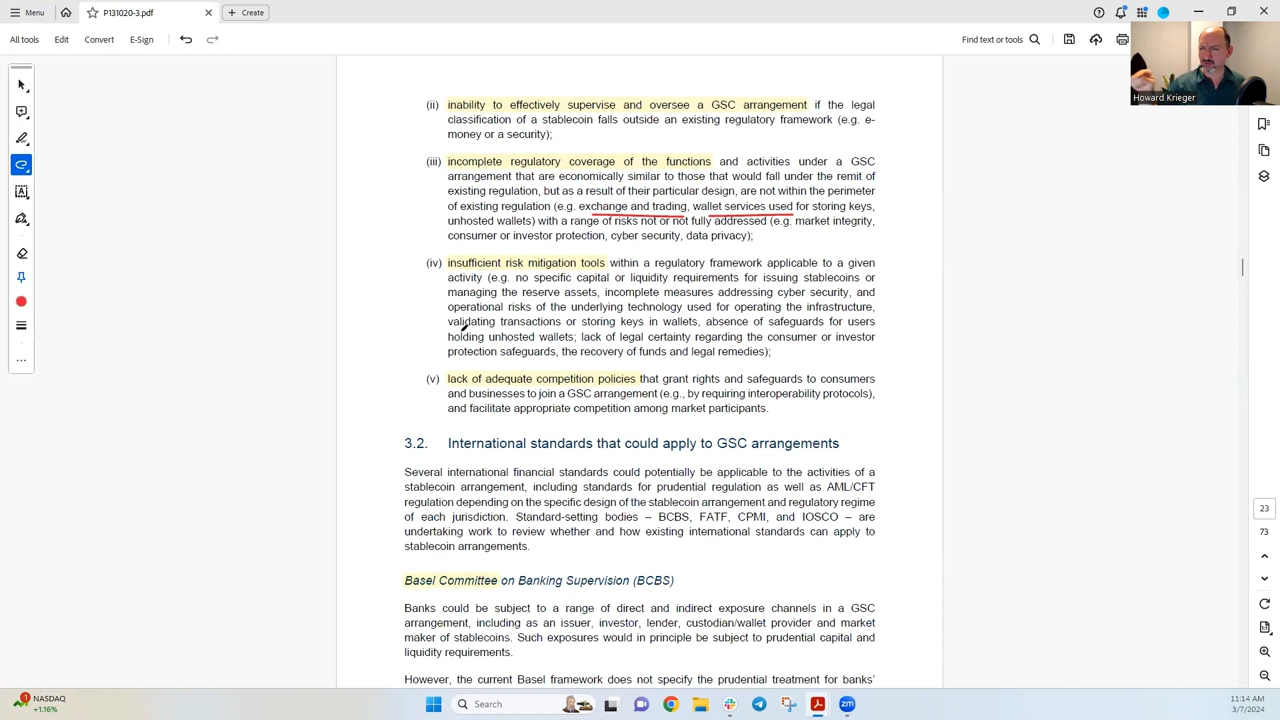 Menu
P131020-3.pdf
Create
All tools
Edit
Convert
E-Sign
Find text or tools
Howard Krieger
(ii) inability to effectively supervise and oversee a GSC arrangement if the legal
classification of a stablecoin falls outside an existing regulatory framework (e.g. e-
money or a security);
(iii) incomplete regulatory coverage of the functions and activities under a GSC
arrangement that are economically similar to those that would fall under the remit of
existing regulation, but as a result of their particular design, are not within the perimeter
of existing regulation (e.g. exchange and trading, wallet services used for storing keys,
unhosted wallets) with a range of risks not or not fully addressed (e.g. market integrity,
consumer or investor protection, cyber security, data privacy);
(iv) insufficient risk mitigation tools within a regulatory framework applicable to a given
activity (e.g. no specific capital or liquidity requirements for issuing stablecoins or
managing the reserve assets, incomplete measures addressing cyber security, and
operational risks of the underlying technology used for operating the infrastructure,
validating transactions or storing keys in wallets, absence of safeguards for users
holding unhosted wallets; lack of legal certainty regarding the consumer or investor
protection safeguards, the recovery of funds and legal remedies);
(v) lack of adequate competition policies that grant rights and safeguards to consumers
and businesses to join a GSC arrangement (e.g., by requiring interoperability protocols),
and facilitate appropriate competition among market participants.
3.2. International standards that could apply to GSC arrangements
Several international financial standards could potentially be applicable to the activities of a
stablecoin arrangement, including standards for prudential regulation as well as AML/CFT
regulation depending on the specific design of the stablecoin arrangement and regulatory regime
of each jurisdiction. Standard-setting bodies – BCBS, FATF, CPMI, and IOSCO – are
undertaking work to review whether and how existing international standards can apply to
stablecoin arrangements.
Basel Committee on Banking Supervision (BCBS)
Banks could be subject to a range of direct and indirect exposure channels in a GSC
arrangement, including as an issuer, investor, lender, custodian/wallet provider and market
maker of stablecoins. Such exposures would in principle be subject to prudential capital and
liquidity requirements.
However, the current Basel framework does not specify the prudential treatment for banks'
23
73
1
NASDAQ
+1.16%
Search
zm
11:14 AM
3/7/2024